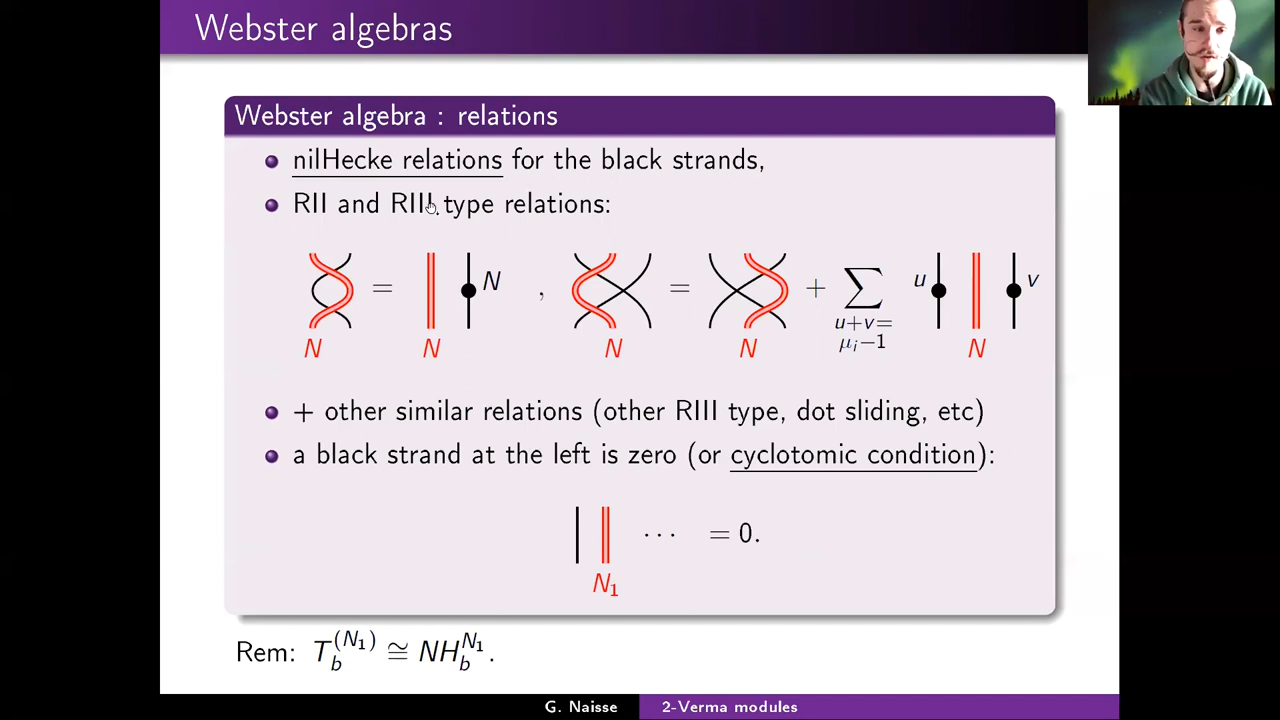 Webster algebras
Webster algebra : relations
nilHecke relations for the black strands,
RII and RIII type relations:
= N , = + ∑ u v
u+v=
μi−1
N N N N N
+ other similar relations (other RIII type, dot sliding, etc)
a black strand at the left is zero (or cyclotomic condition):
⋯ = 0.
N₁
Rem: T_b^(N₁) ≅ NH_b^N₁.
G. Naisse 2-Verma modules